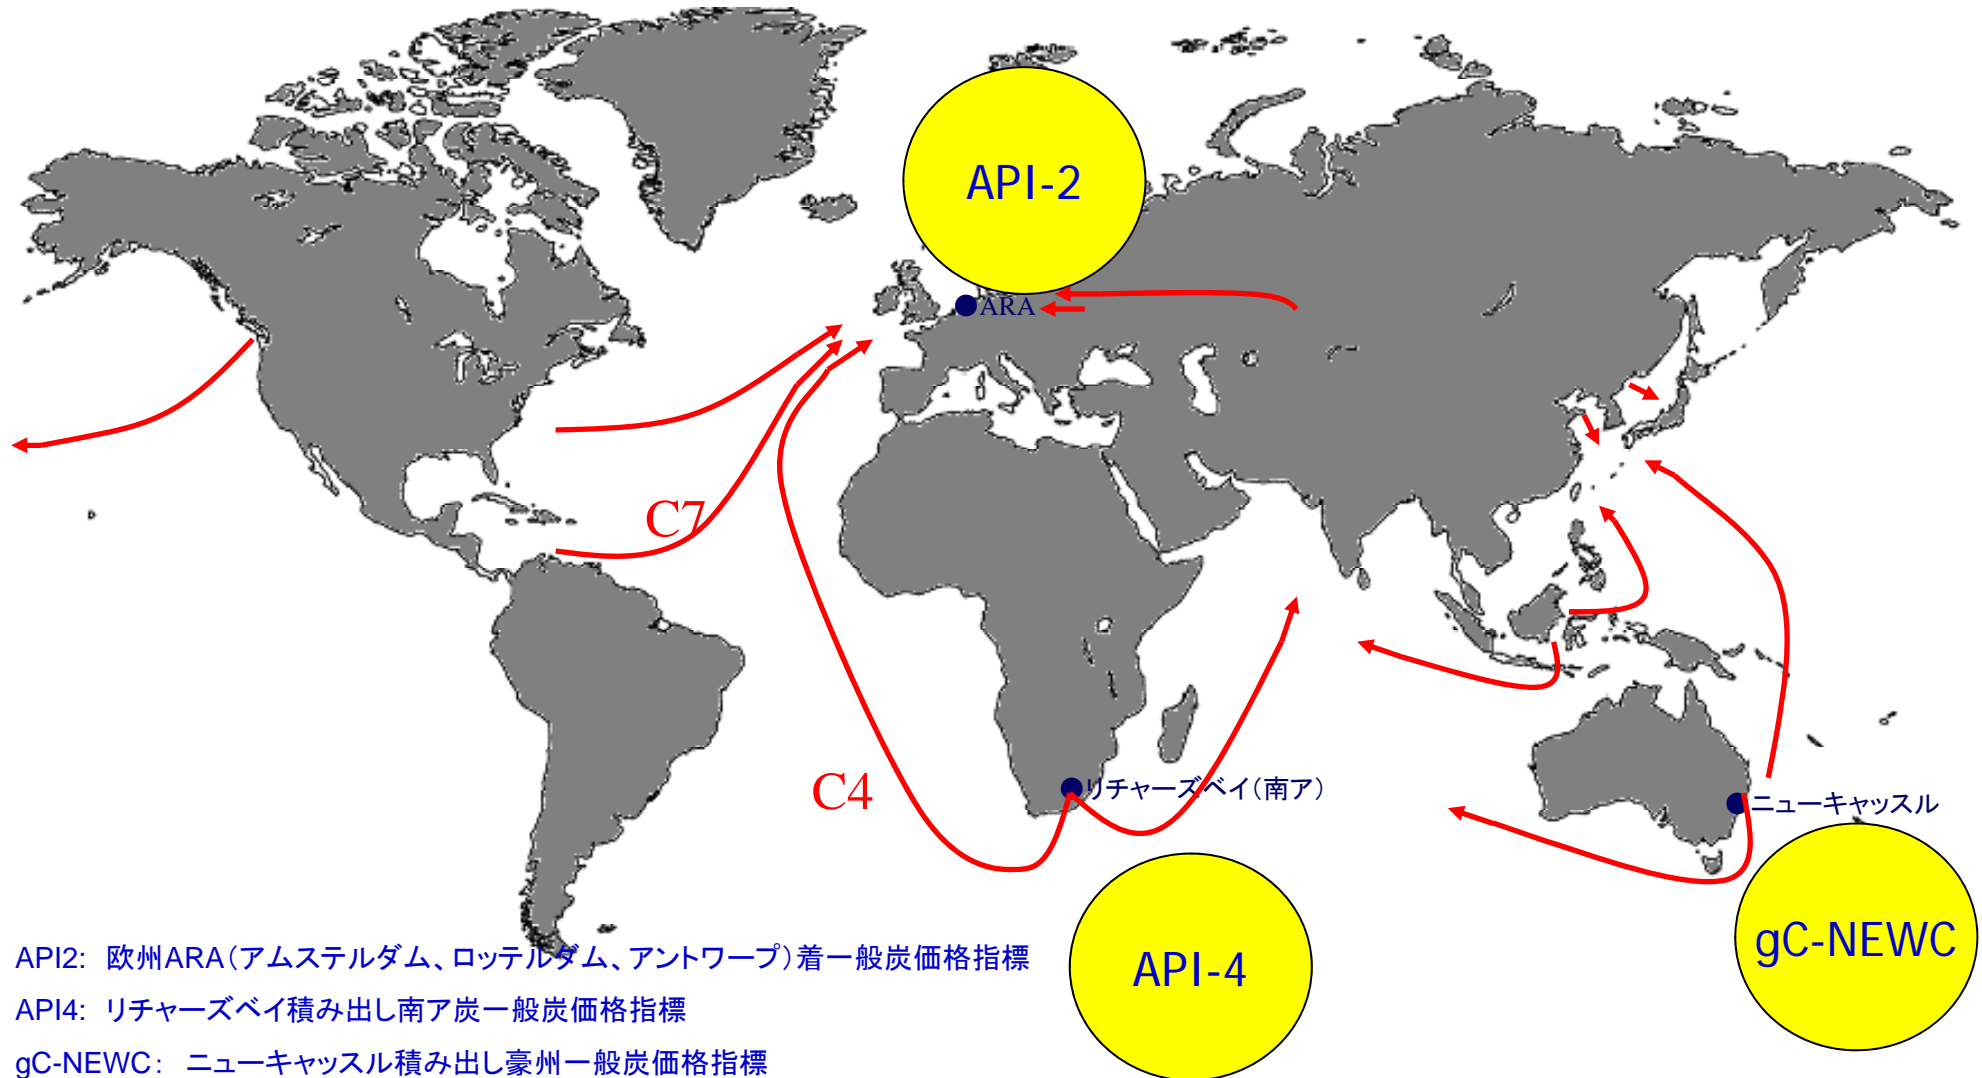 API-2
ARA
C7
C4
リチャーズベイ(南ア)
ニューキャッスル
API-4
gC-NEWC
API2: 欧州ARA(アムステルダム、ロッテルダム、アントワープ)着一般炭価格指標
API4: リチャーズベイ積み出し南ア炭一般炭価格指標
gC-NEWC: ニューキャッスル積み出し豪州一般炭価格指標